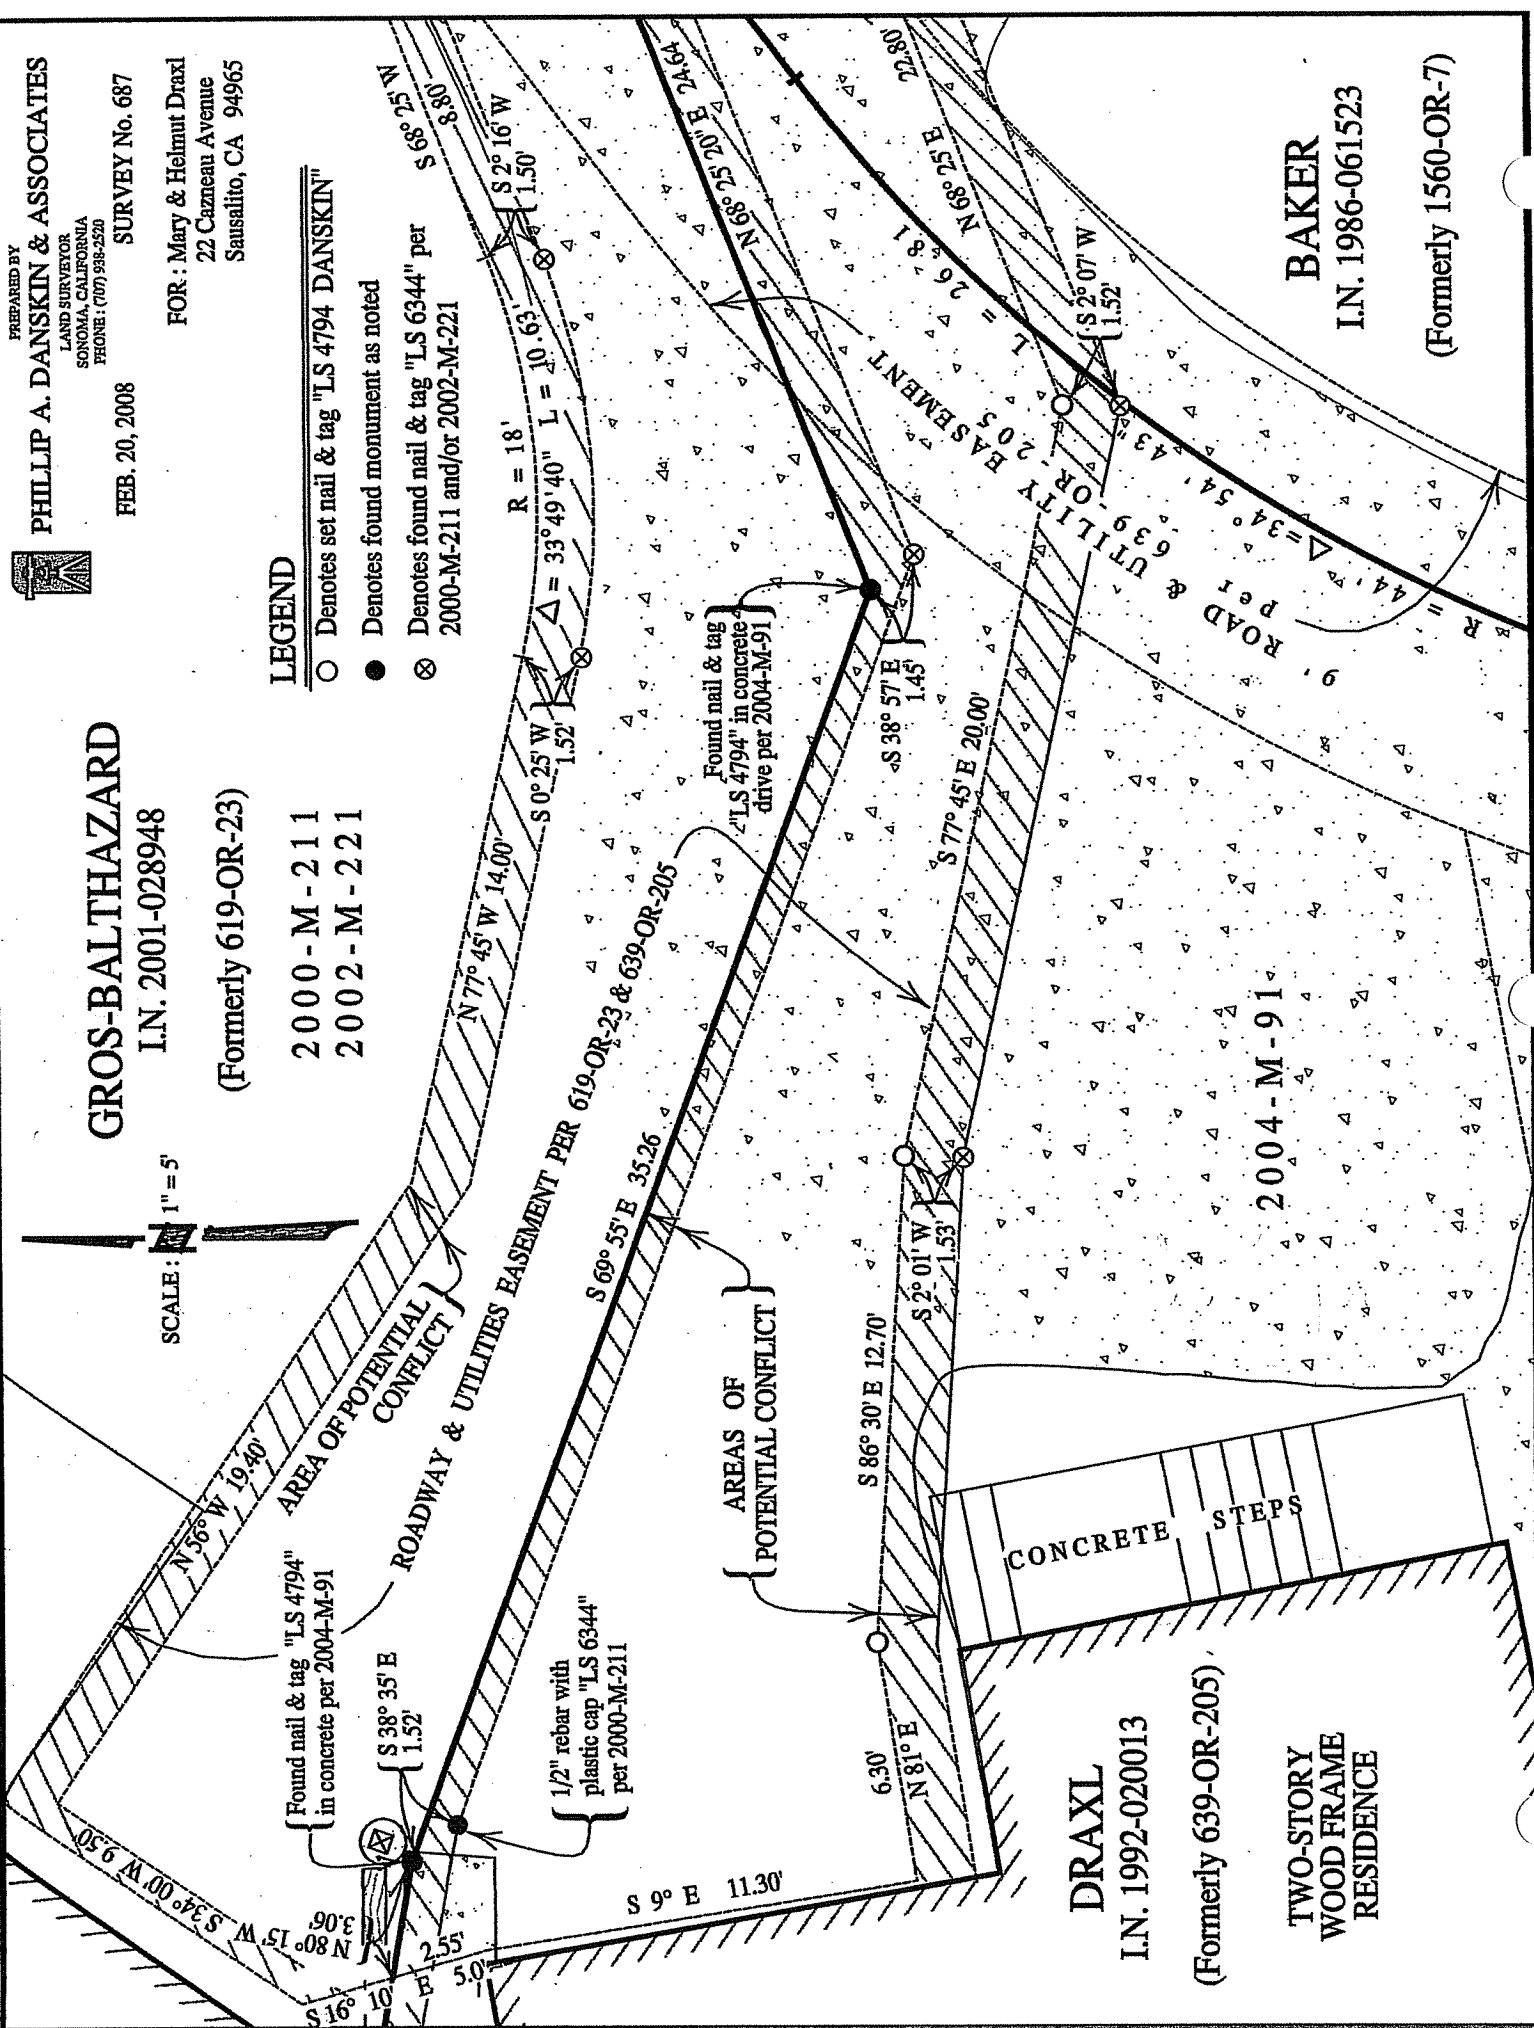 PREPARED BY
PHILLIP A. DANSKIN & ASSOCIATES
LAND SURVEYOR
SONOMA, CALIFORNIA
PHONE : (707) 938-2520
FEB. 20, 2008
SURVEY No. 687
FOR : Mary & Helmut Draxl
22 Cazneau Avenue
Sausalito, CA 94965
LEGEND
Denotes set nail & tag "LS 4794 DANSKIN"
Denotes found monument as noted
Denotes found nail & tag "LS 6344" per
2000-M-211 and/or 2002-M-221
GROS-BALTHAZARD
I.N. 2001-028948
(Formerly 619-OR-23)
2000-M-211
2002-M-221
SCALE : 1" = 5'
S 68° 25' W
8.80'
S 2° 16' W
1.50'
R = 18'
Δ = 33°49'40" L = 10.63'
S 0° 25' W
1.52'
N 77° 45' W 14.00'
N 56° W 19.40'
AREA OF POTENTIAL
CONFLICT
ROADWAY & UTILITIES EASEMENT PER 619-OR-23 & 639-OR-205
S 34° 00' W 9.50
N 80° 15' W
3.06'
S 16° 10' E 5.0'
2.55'
Found nail & tag "LS 4794"
in concrete per 2004-M-91
S 38° 35' E
1.52'
1/2" rebar with
plastic cap "LS 6344"
per 2000-M-211
S 69° 55' E 35.26
Found nail & tag
"LS 4794" in concrete
drive per 2004-M-91
S 38° 57' E
1.45'
N 68° 25' 20" E 24.64
N 68° 25 E 22.80'
S 2° 07' W
1.52'
R = 44' Δ=34° 54' 43" L = 26.81
9' ROAD & UTILITY EASEMENT
per 639-OR-205
S 77° 45' E 20.00'
AREAS OF
POTENTIAL CONFLICT
S 86° 30' E 12.70'
S 2° 01' W
1.53'
6.30'
N 81° E
S 9° E 11.30'
CONCRETE STEPS
2004-M-91
DRAXL
I.N. 1992-020013
(Formerly 639-OR-205)
TWO-STORY
WOOD FRAME
RESIDENCE
BAKER
I.N. 1986-061523
(Formerly 1560-OR-7)